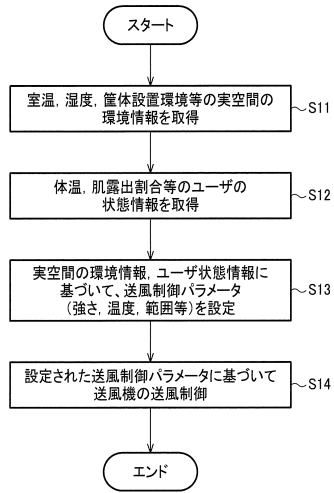 スタート
室温, 湿度, 筐体設置環境等の実空間の
環境情報を取得
S11
体温, 肌露出割合等のユーザの
状態情報を取得
S12
実空間の環境情報, ユーザ状態情報に
基づいて、送風制御パラメータ
(強さ, 温度, 範囲等)を設定
S13
設定された送風制御パラメータに基づいて
送風機の送風制御
S14
エンド